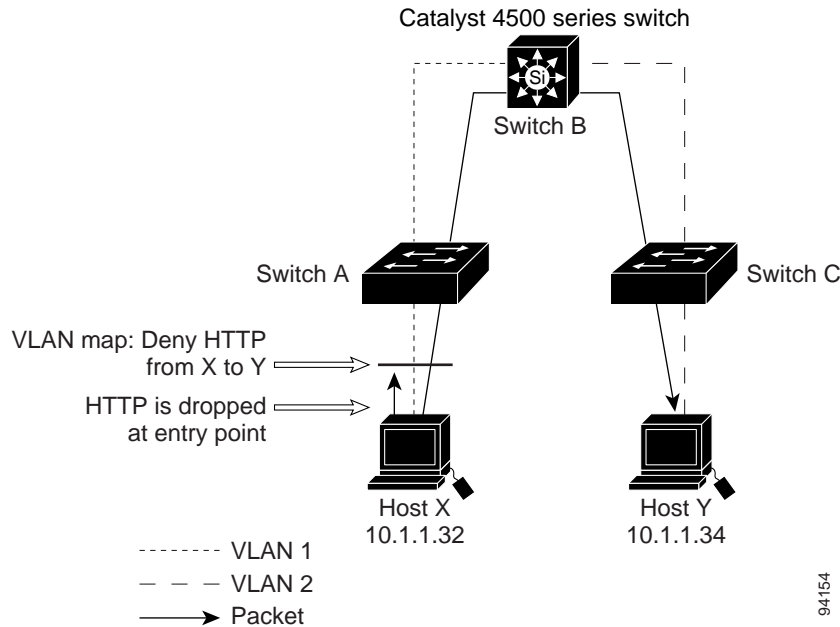 Catalyst 4500 series switch
Si
Switch B
Switch A
Switch C
VLAN map: Deny HTTP
from X to Y
HTTP is dropped
at entry point
Host X
10.1.1.32
Host Y
10.1.1.34
VLAN 1
VLAN 2
Packet
94154